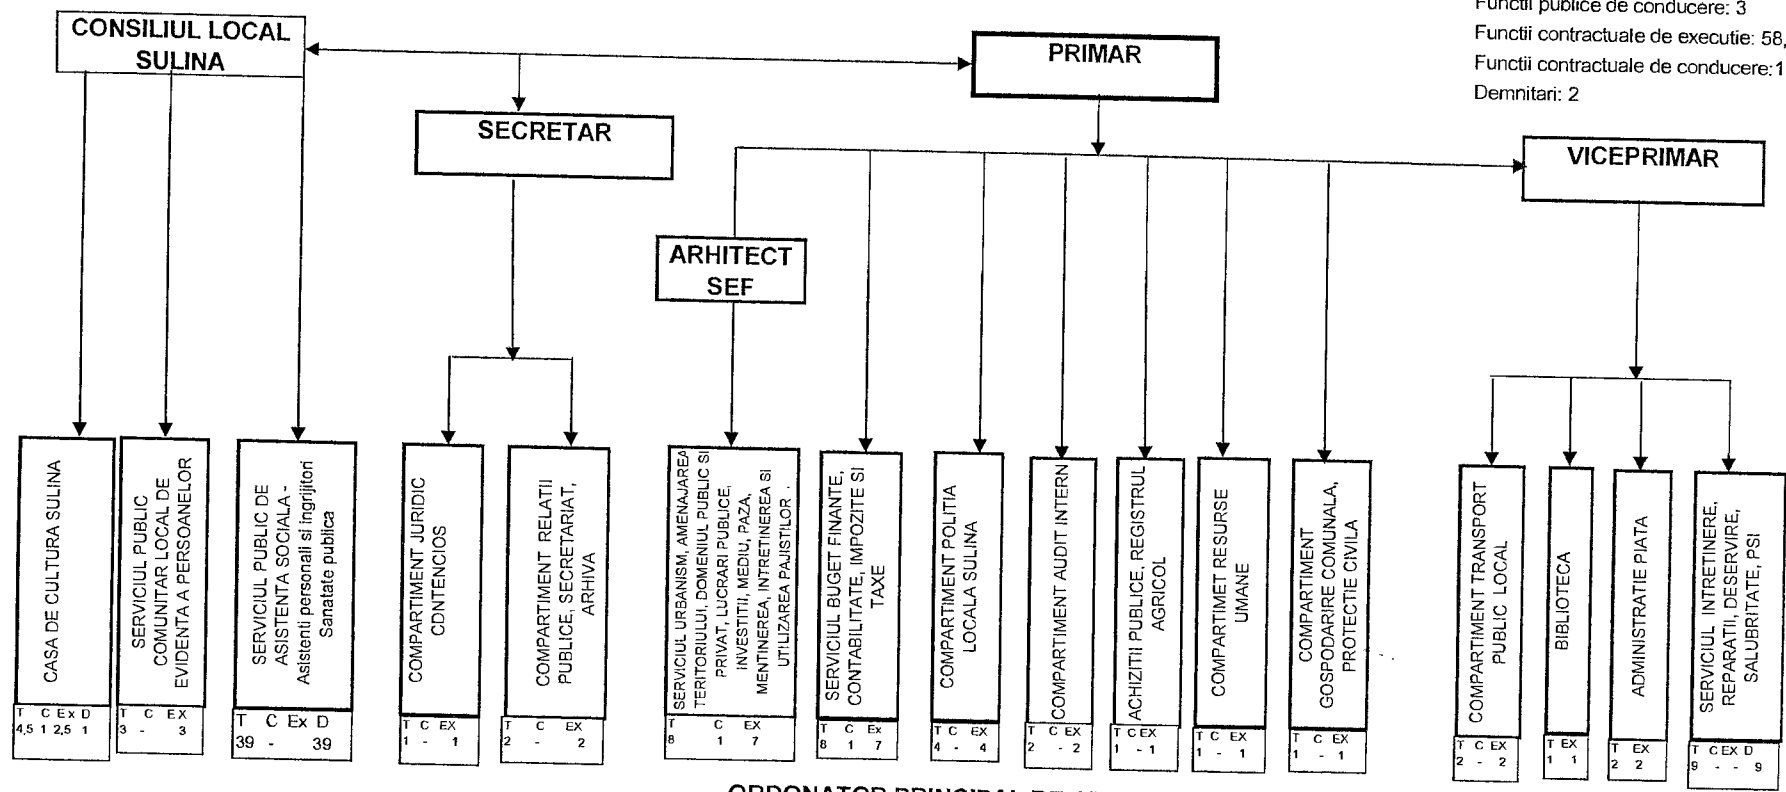 Functii publice de conducere: 3
Functii contractuale de executie: 58,
Functii contractuale de conducere:1
Demnitari: 2
CONSILIUL LOCAL
SULINA
PRIMAR
SECRETAR
VICEPRIMAR
ARHITECT
SEF
CASA DE CULTURA SULINA
T C Ex D
4,5 1 2,5 1
SERVICIUL PUBLIC
COMUNITAR LOCAL DE
EVIDENTA A PERSOANELOR
T C EX
3 - 3
SERVICIUL PUBLIC DE
ASISTENTA SOCIALA -
Asistenti personali si ingrijitori
Sanatate publica
T C Ex D
39 - 39
COMPARTIMENT JURIDIC
CONTENCIOS
T C EX
1 - 1
COMPARTIMENT RELATII
PUBLICE, SECRETARIAT,
ARHIVA
T C EX
2 - 2
SERVICIUL URBANISM, AMENAJAREA
TERITORIULUI, DOMENIUL PUBLIC SI
PRIVAT, LUCRARI PUBLICE,
INVESTITII, MEDIU, PAZA,
MENTINEREA, INTRETINEREA SI
UTILIZAREA PAJISTILOR .
T C EX
8 1 7
SERVICIUL BUGET FINANTE,
CONTABILITATE, IMPOZITE SI
TAXE
T C Ex
8 1 7
COMPARTIMENT POLITIA
LOCALA SULINA
T C EX
4 - 4
COMPARTIMENT AUDIT INTERN
T C EX
2 - 2
ACHIZITII PUBLICE, REGISTRUL
AGRICOL
T C EX
1 - 1
COMPARTIMET RESURSE
UMANE
T C EX
1 - 1
COMPARTIMENT
GOSPODARIRE COMUNALA,
PROTECTIE CIVILA
T C EX
1 - 1
COMPARTIMENT TRANSPORT
PUBLIC LOCAL
T C EX
2 - 2
BIBLIOTECA
T EX
1 1
ADMINISTRATIE PIATA
T EX
2 2
SERVICIUL INTRETINERE,
REPARATII, DESERVIRE,
SALUBRITATE, PSI
T C EX D
9 - - 9
ORDONATOR PRINCIPAL DE